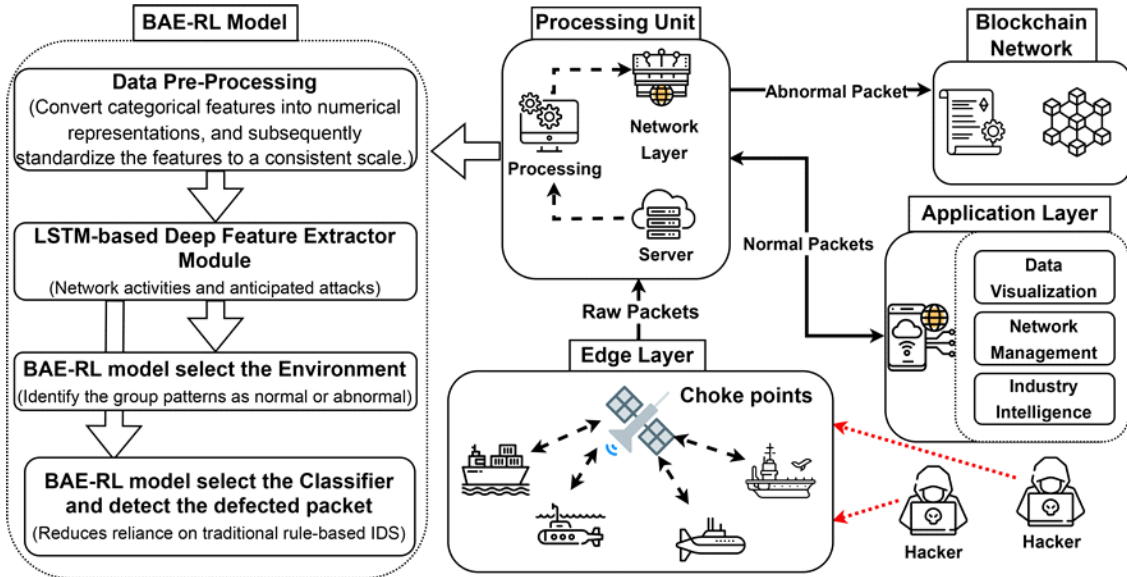 BAE-RL Model
Data Pre-Processing
(Convert categorical features into numerical
representations, and subsequently
standardize the features to a consistent scale.)
LSTM-based Deep Feature Extractor
Module
(Network activities and anticipated attacks)
BAE-RL model select the Environment
(Identify the group patterns as normal or abnormal)
BAE-RL model select the Classifier
and detect the defected packet
(Reduces reliance on traditional rule-based IDS)
Processing Unit
Network
Layer
Processing
Server
Raw Packets
Edge Layer
Choke points
Abnormal Packet
Normal Packets
Blockchain
Network
Application Layer
Data
Visualization
Network
Management
Industry
Intelligence
Hacker
Hacker